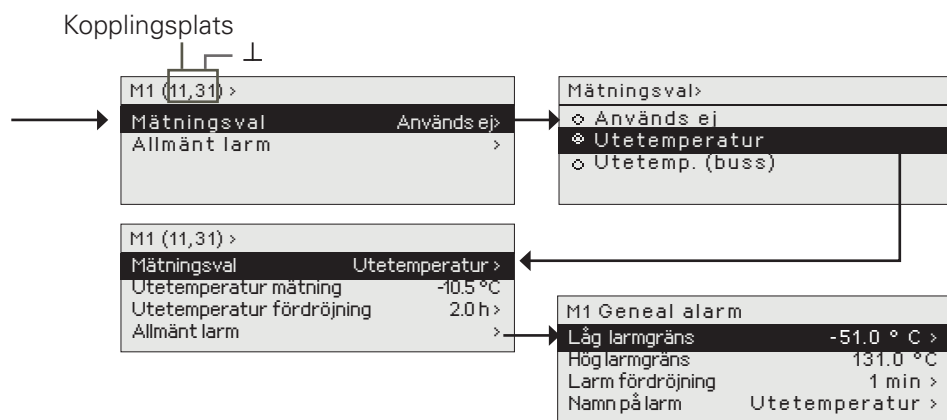 Kopplingsplats
⊥
M1 (11,31) >
Mätningsval Används ej>
Allmänt larm >
Mätningsval>
Används ej
Utetemperatur
Utetemp. (buss)
M1 (11,31) >
Mätningsval Utetemperatur >
Utetemperatur mätning -10.5 °C
Utetemperatur fördröjning 2.0 h >
Allmänt larm >
M1 Geneal alarm
Låg larmgräns -51.0 ° C >
Hög larmgräns 131.0 °C
Larm fördröjning 1 min >
Namn på larm Utetemperatur >